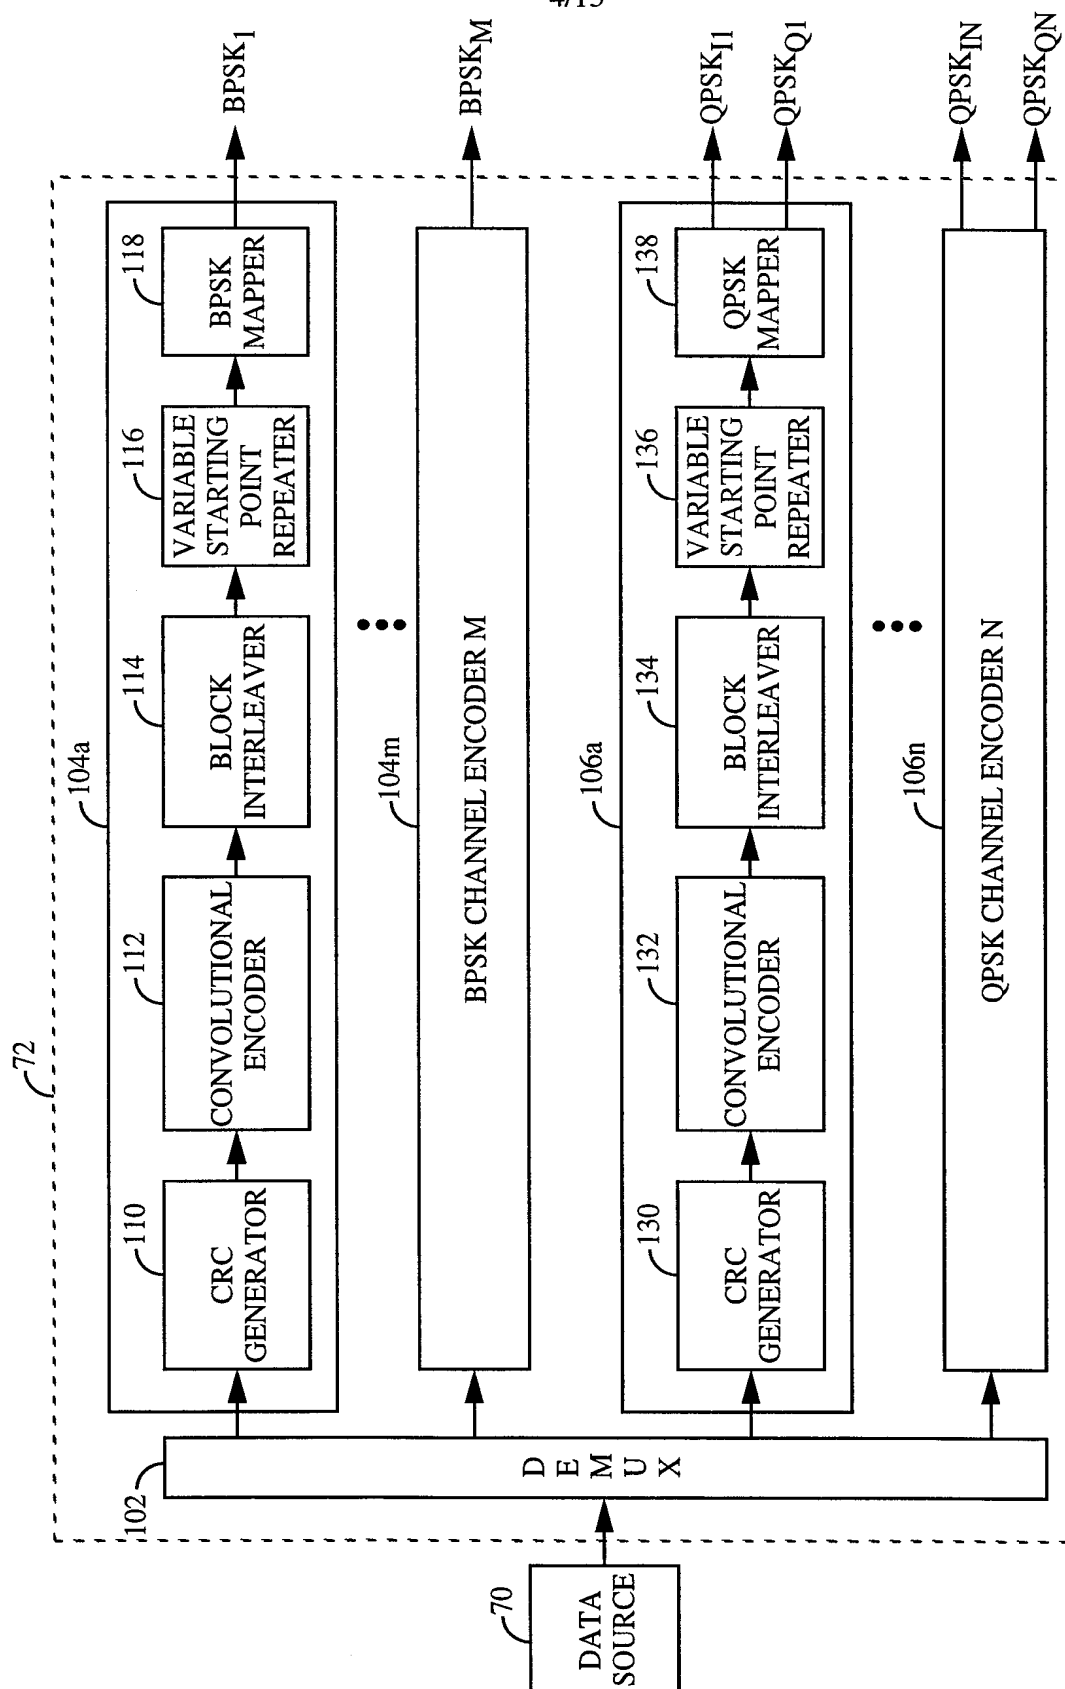 4/13
72
104a
110
CRC
GENERATOR
112
CONVOLUTIONAL
ENCODER
114
BLOCK
INTERLEAVER
116
VARIABLE
STARTING
POINT
REPEATER
118
BPSK
MAPPER
BPSK1
104m
BPSK CHANNEL ENCODER M
BPSKM
106a
130
CRC
GENERATOR
132
CONVOLUTIONAL
ENCODER
134
BLOCK
INTERLEAVER
136
VARIABLE
STARTING
POINT
REPEATER
138
QPSK
MAPPER
QPSKI1
QPSKQ1
106n
QPSK CHANNEL ENCODER N
QPSKIN
QPSKQN
102
DEMUX
70
DATA
SOURCE